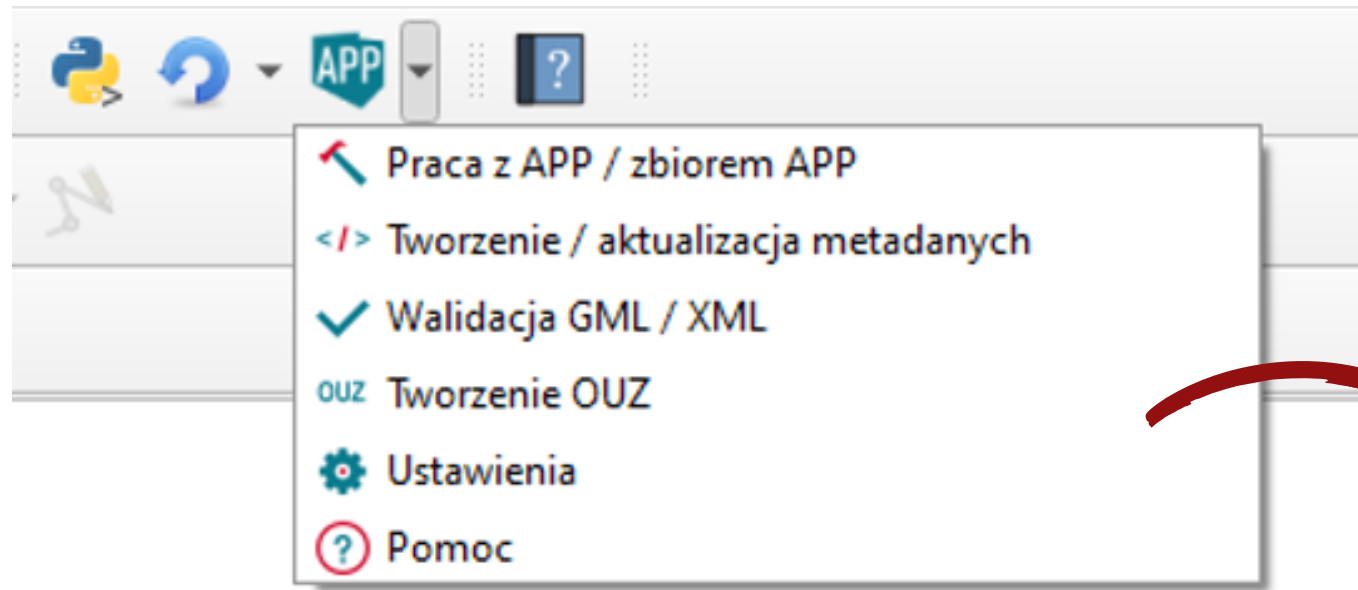 APP
?
Praca z APP / zbiorem APP
</> Tworzenie / aktualizacja metadanych
Walidacja GML / XML
OUZ Tworzenie OUZ
Ustawienia
? Pomoc